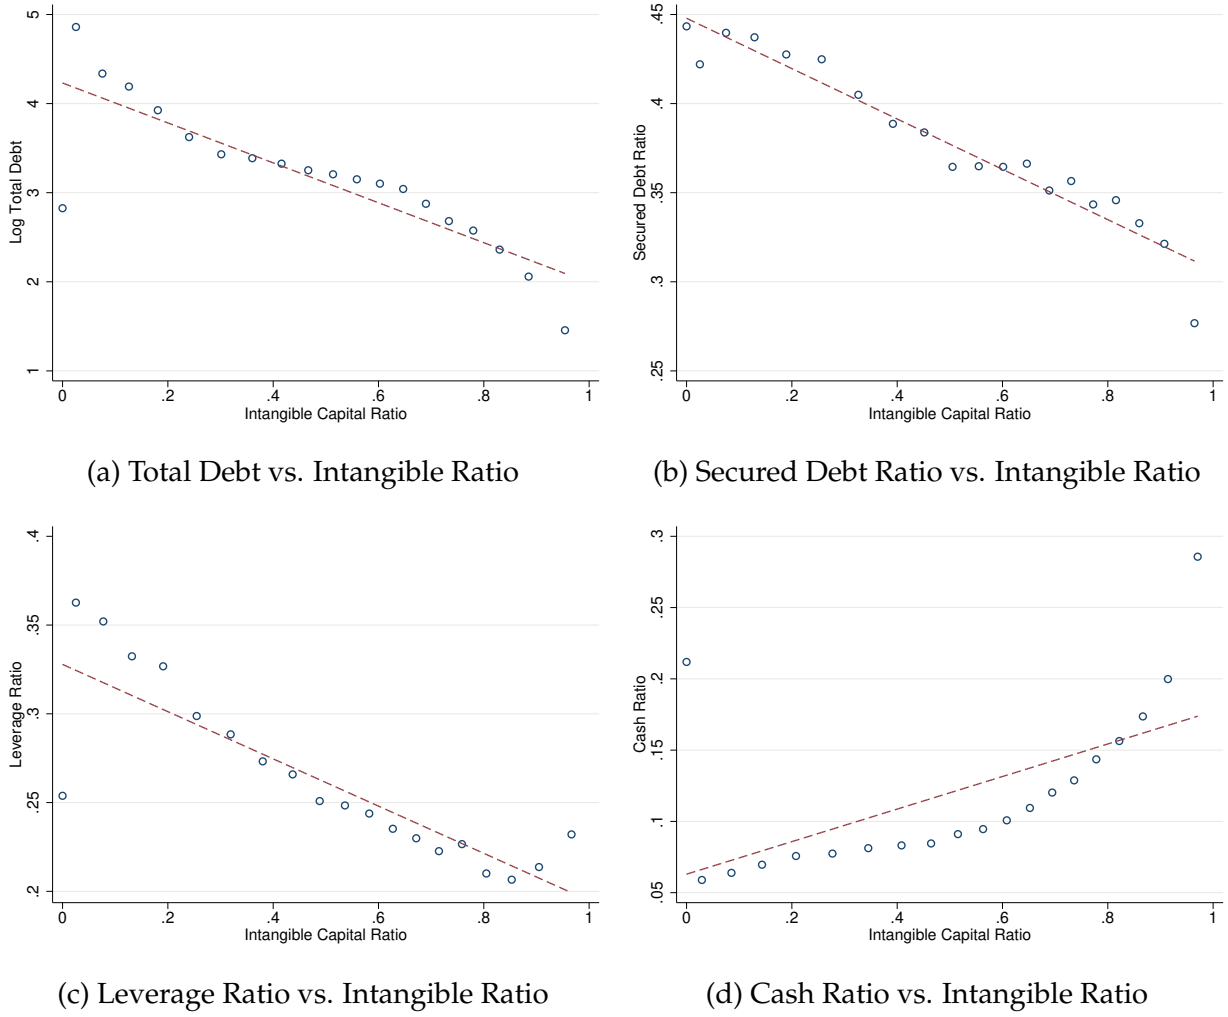 5
4
3
2
1
Log Total Debt
0 .2 .4 .6 .8 1
Intangible Capital Ratio
(a) Total Debt vs. Intangible Ratio
.45
.4
.35
.3
.25
Secured Debt Ratio
0 .2 .4 .6 .8 1
Intangible Capital Ratio
(b) Secured Debt Ratio vs. Intangible Ratio
.4
.35
.3
.25
.2
Leverage Ratio
0 .2 .4 .6 .8 1
Intangible Capital Ratio
(c) Leverage Ratio vs. Intangible Ratio
.3
.25
.2
.15
.1
.05
Cash Ratio
0 .2 .4 .6 .8 1
Intangible Capital Ratio
(d) Cash Ratio vs. Intangible Ratio